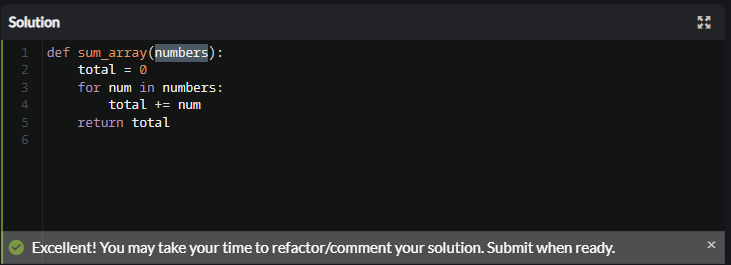 Solution
1 def sum_array(numbers):
2     total = 0
3     for num in numbers:
4         total += num
5     return total
6
Excellent! You may take your time to refactor/comment your solution. Submit when ready. ×